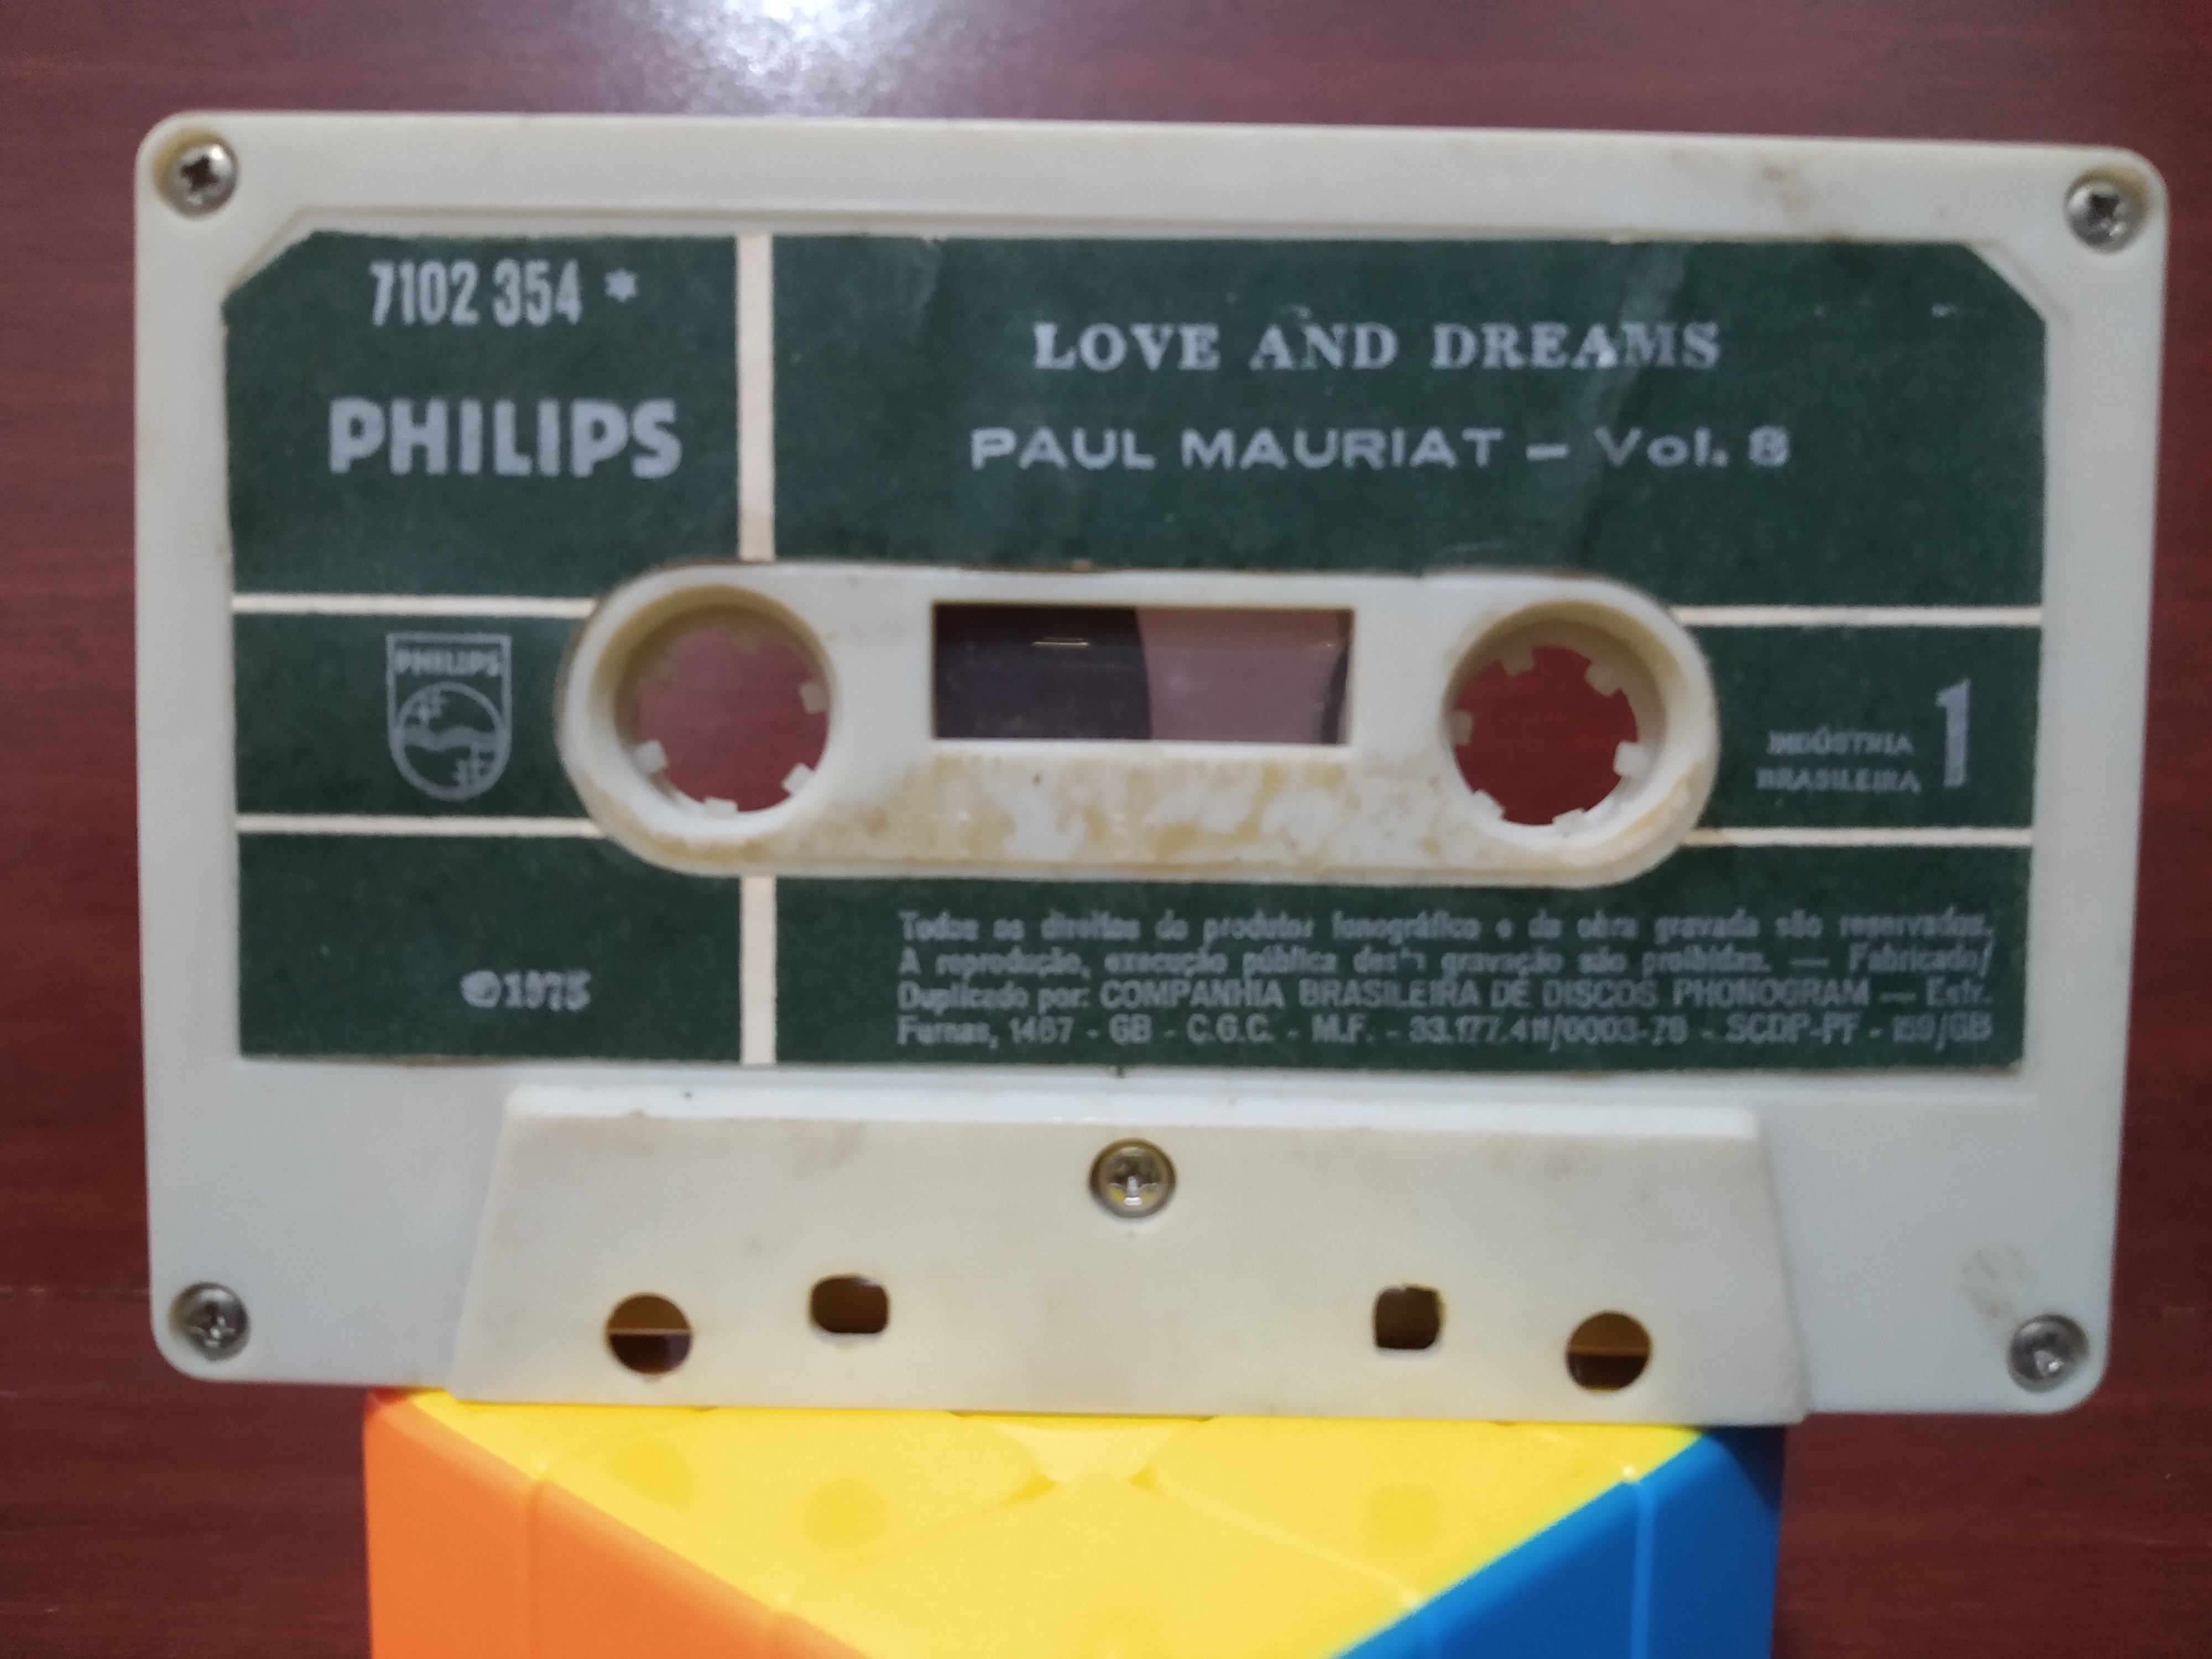 7102 354 *
PHILIPS
LOVE AND DREAMS
PAUL MAURIAT - Vol. 8
PHILIPS
INDÚSTRIA
BRASILEIRA
1
℗1975
Todos os direitos do produtor fonográfico e da obra gravada são reservados.
A reprodução, execução pública desta gravação são proibidas. — Fabricado/
Duplicado por: COMPANHIA BRASILEIRA DE DISCOS PHONOGRAM — Estr.
Furnas, 1467 - GB - C.G.C. - M.F. - 33.177.411/0003-78 - SCDP-PF - 159/GB